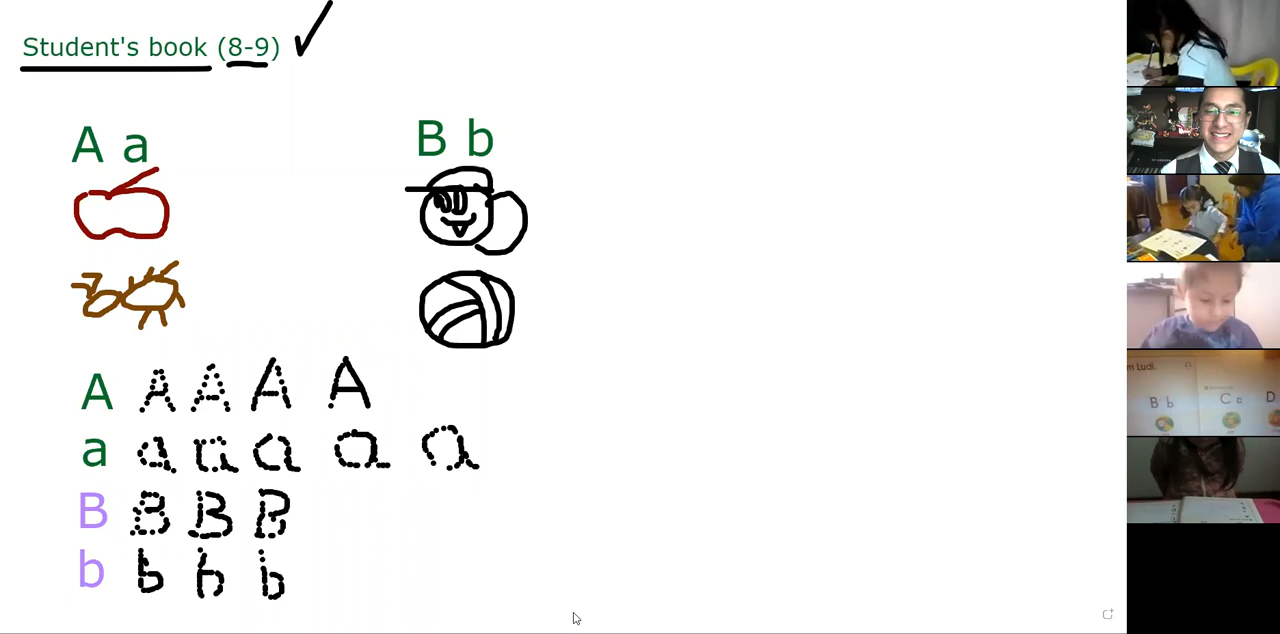 Student's book (8-9)
A a
B b
A A A A A
a a a a a a
B B B B
b b b b
m Ludi.
B b
C c
D